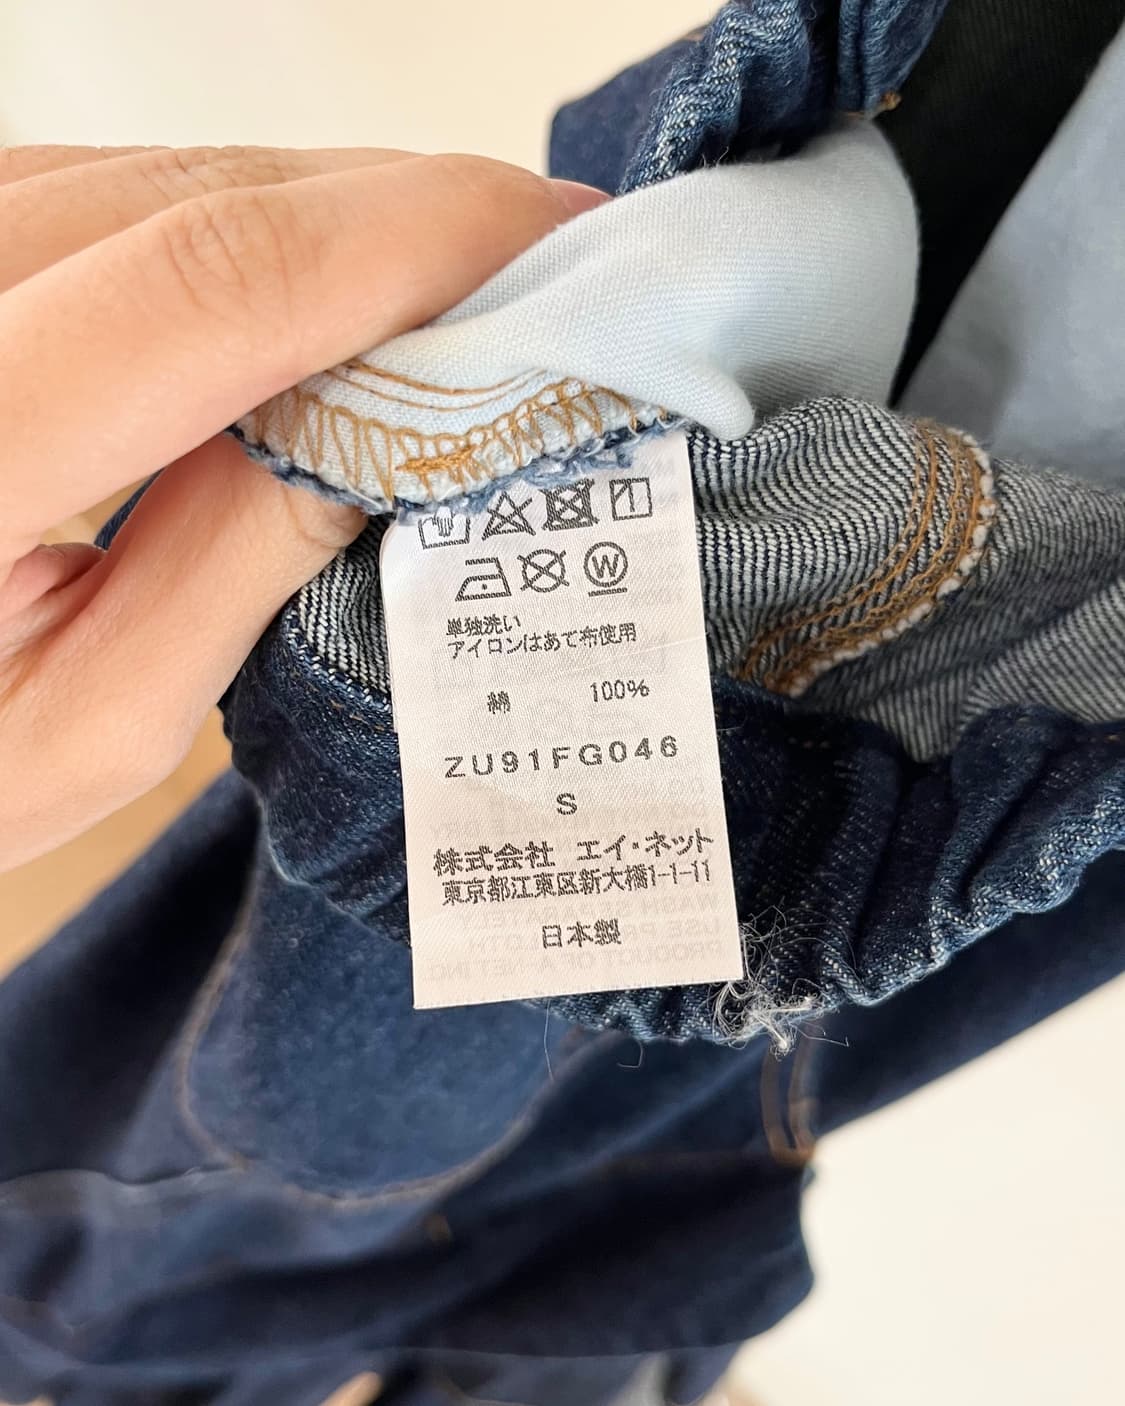 W
単独洗い
アイロンはあて布使用
綿 100%
ZU91FG046
S
株式会社 エイ・ネット
東京都江東区新大橋1-1-11
日本製